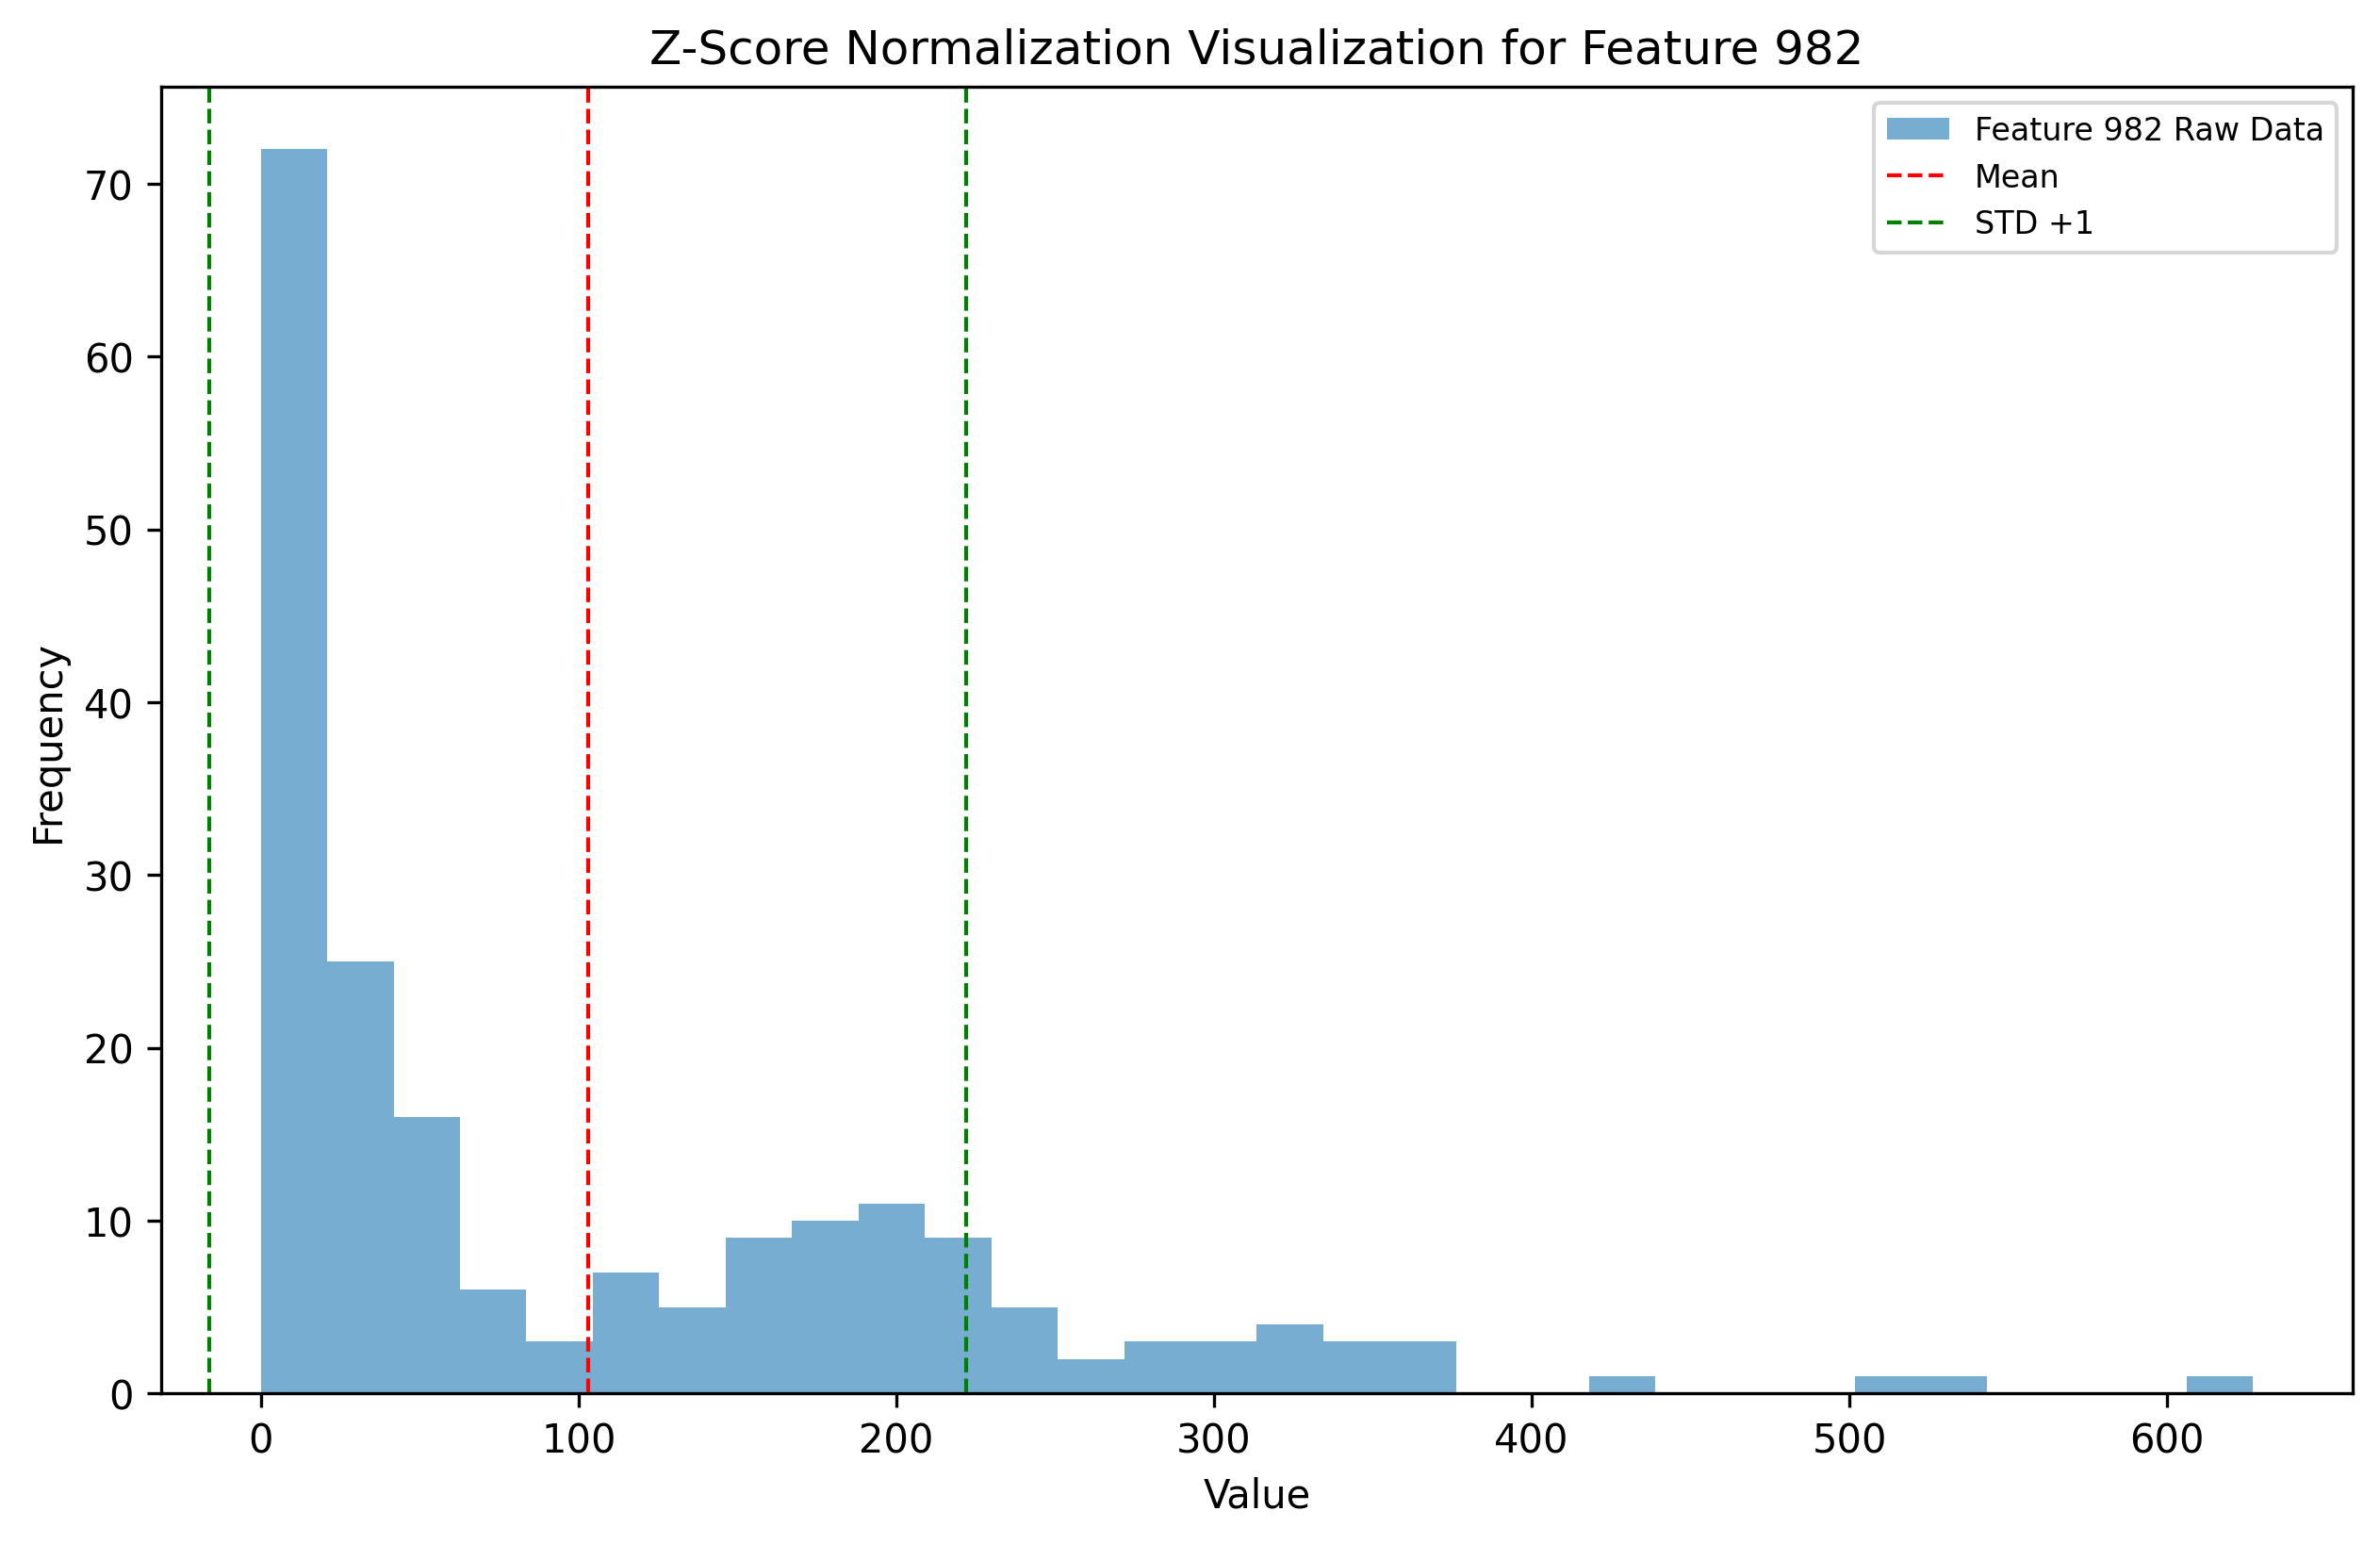 Z-Score Normalization Visualization for Feature 982
Feature 982 Raw Data
Mean
STD +1
Frequency
70
60
50
40
30
20
10
0
0 100 200 300 400 500 600
Value